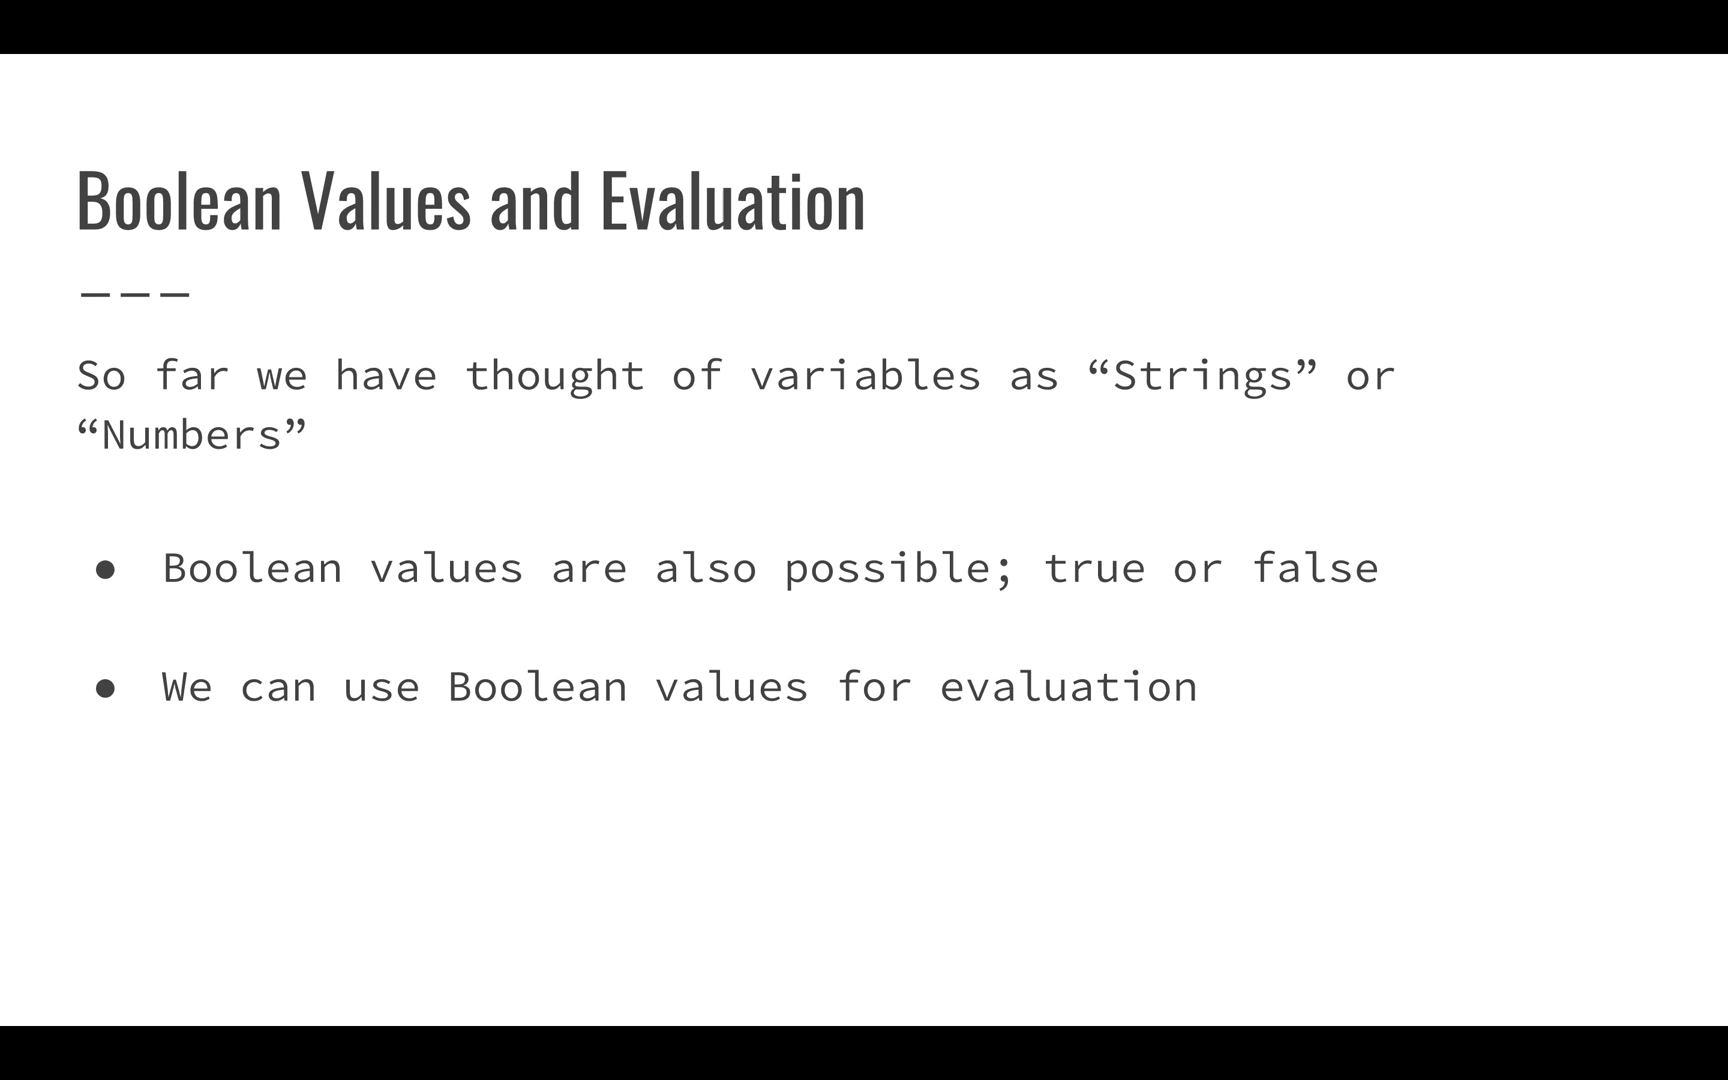 Boolean Values and Evaluation
———
So far we have thought of variables as “Strings” or
“Numbers”
● Boolean values are also possible; true or false
● We can use Boolean values for evaluation